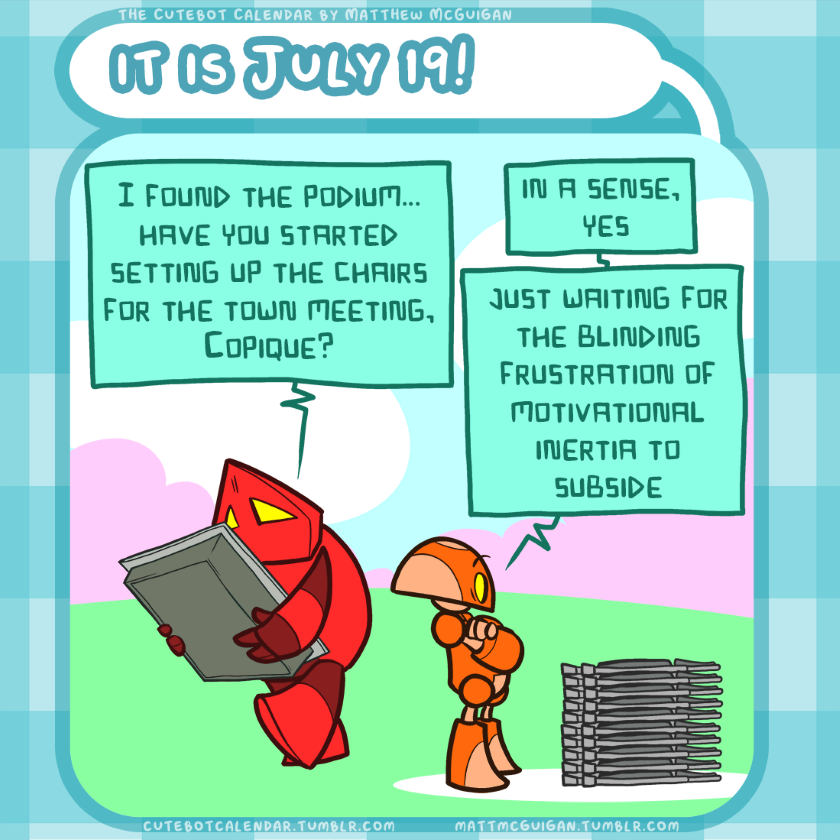 THE CUTEBOT CALENDAR BY MATTHEW MCGUIGAN
IT IS JULY 19!
I FOUND THE PODIUM...
HAVE YOU STARTED
SETTING UP THE CHAIRS
FOR THE TOWN MEETING,
COPIQUE?
IN A SENSE,
YES
JUST WAITING FOR
THE BLINDING
FRUSTRATION OF
MOTIVATIONAL
INERTIA TO
SUBSIDE
CUTEBOTCALENDAR.TUMBLR.COM
MATTMCGUIGAN.TUMBLR.COM